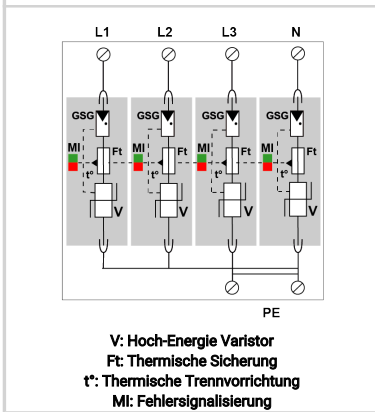 L1 L2 L3 N
GSG GSG GSG GSG
MI Ft MI Ft MI Ft MI Ft
t° t° t° t°
V V V V
PE
V: Hoch-Energie Varistor
Ft: Thermische Sicherung
t°: Thermische Trennvorrichtung
MI: Fehlersignalisierung